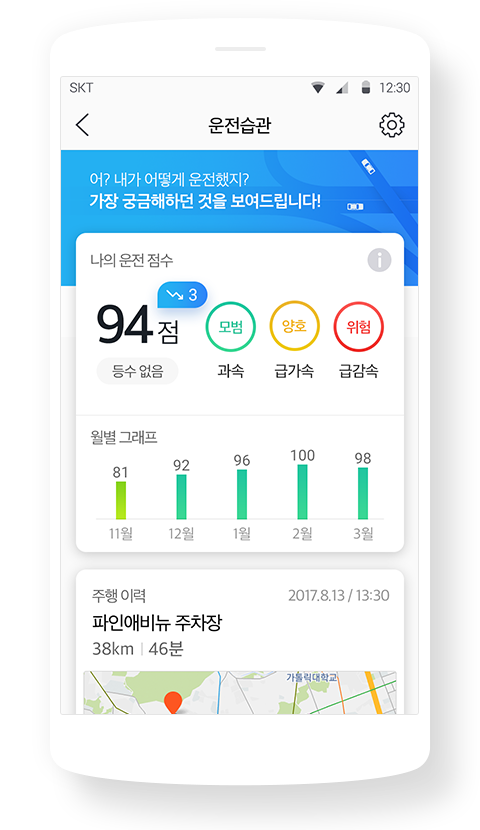 SKT 12:30
운전습관
어? 내가 어떻게 운전했지?
가장 궁금해하던 것을 보여드립니다!
나의 운전 점수
3
94점
모범 양호 위험
등수 없음 과속 급가속 급감속
월별 그래프
81 92 96 100 98
11월 12월 1월 2월 3월
주행 이력 2017.8.13 / 13:30
파인애비뉴 주차장
38km | 46분
가톨릭대학교